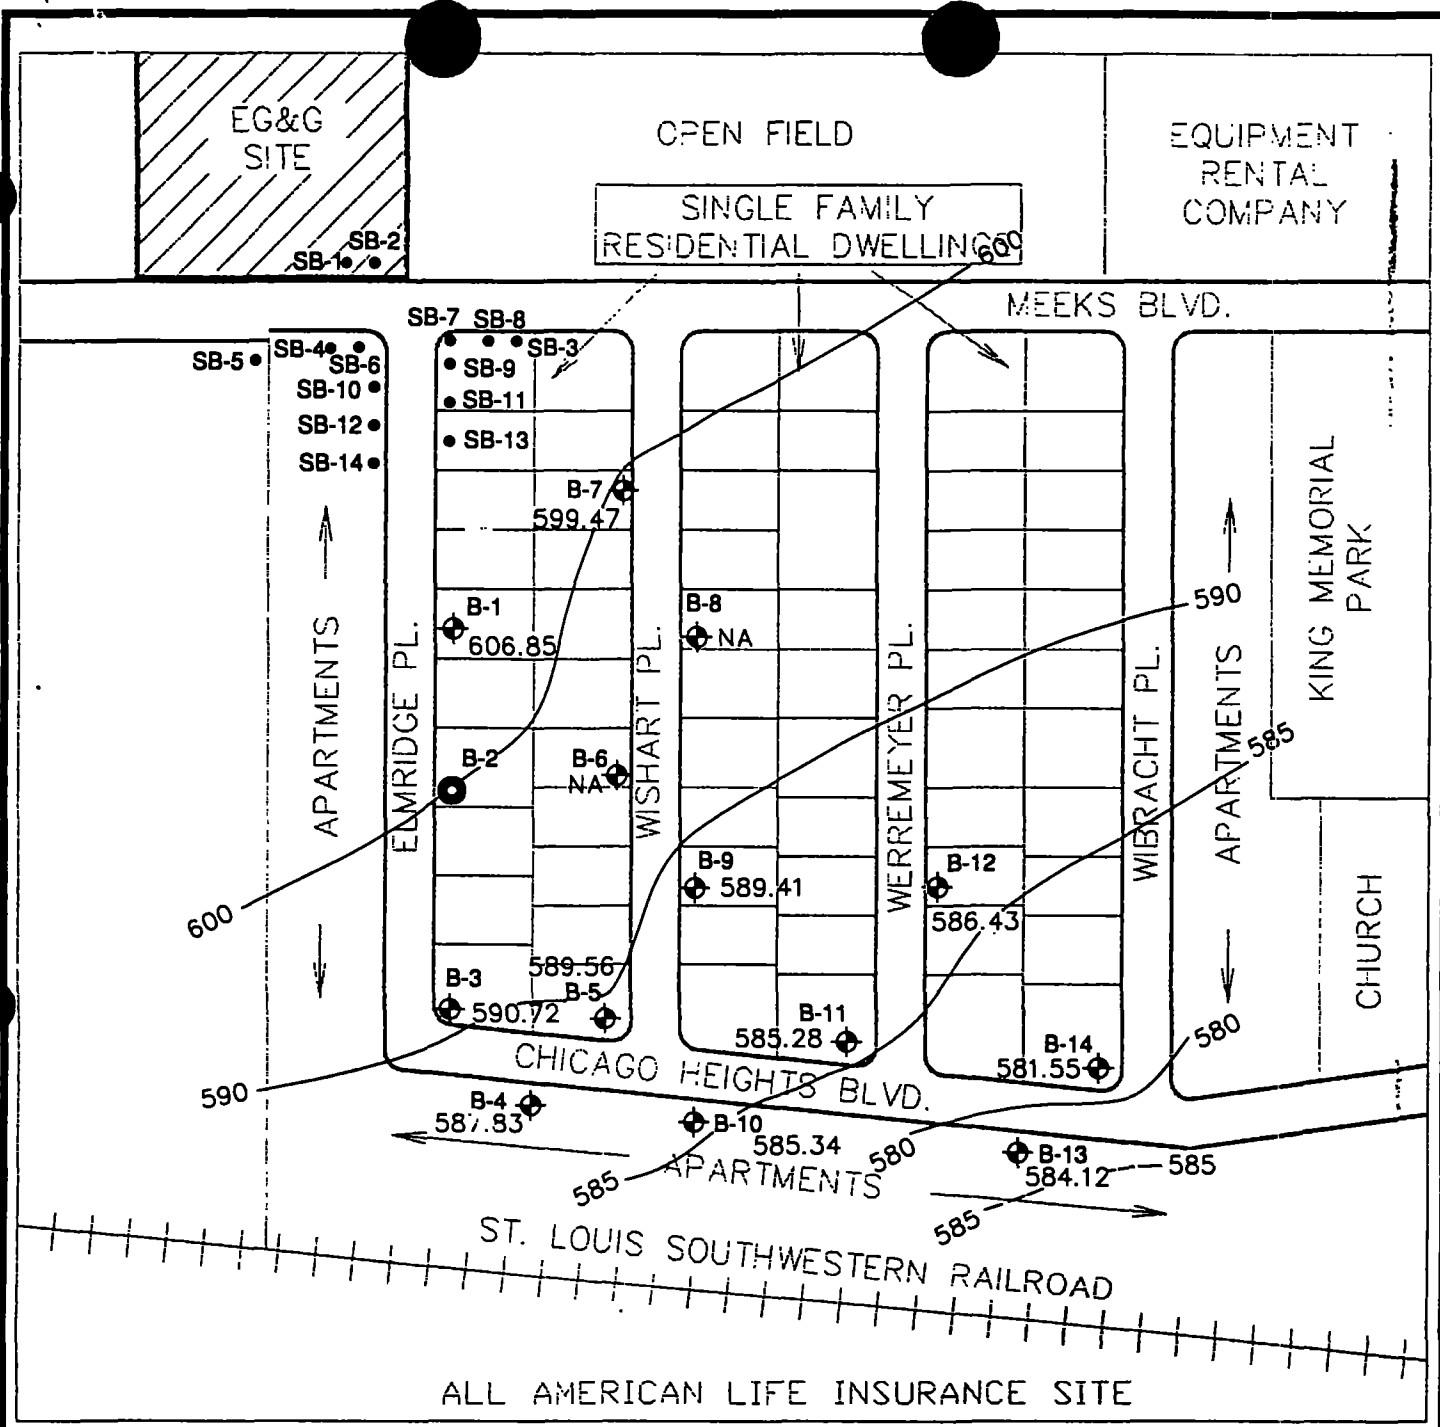 EG&G
SITE
OPEN FIELD
EQUIPMENT
RENTAL
COMPANY
SINGLE FAMILY
RESIDENTIAL DWELLINGS
600
SB-2
SB-1
MEEKS BLVD.
SB-7
SB-8
SB-3
SB-4
SB-5
SB-6
SB-9
SB-10
SB-11
SB-12
SB-13
SB-14
B-7
599.47
B-1
606.85
B-8
NA
590
KING MEMORIAL
PARK
APARTMENTS
ELMRIDGE PL.
WISHART PL.
WERREMEYER PL.
WIBRACHT PL.
APARTMENTS
585
B-2
B-6
NA
B-9
589.41
B-12
586.43
600
CHURCH
589.56
B-3
590.72
B-5
B-11
585.28
B-14
581.55
580
CHICAGO HEIGHTS BLVD.
590
B-4
587.83
B-10
585.34
580
B-13
584.12
585
585
APARTMENTS
585
ST. LOUIS SOUTHWESTERN RAILROAD
ALL AMERICAN LIFE INSURANCE SITE